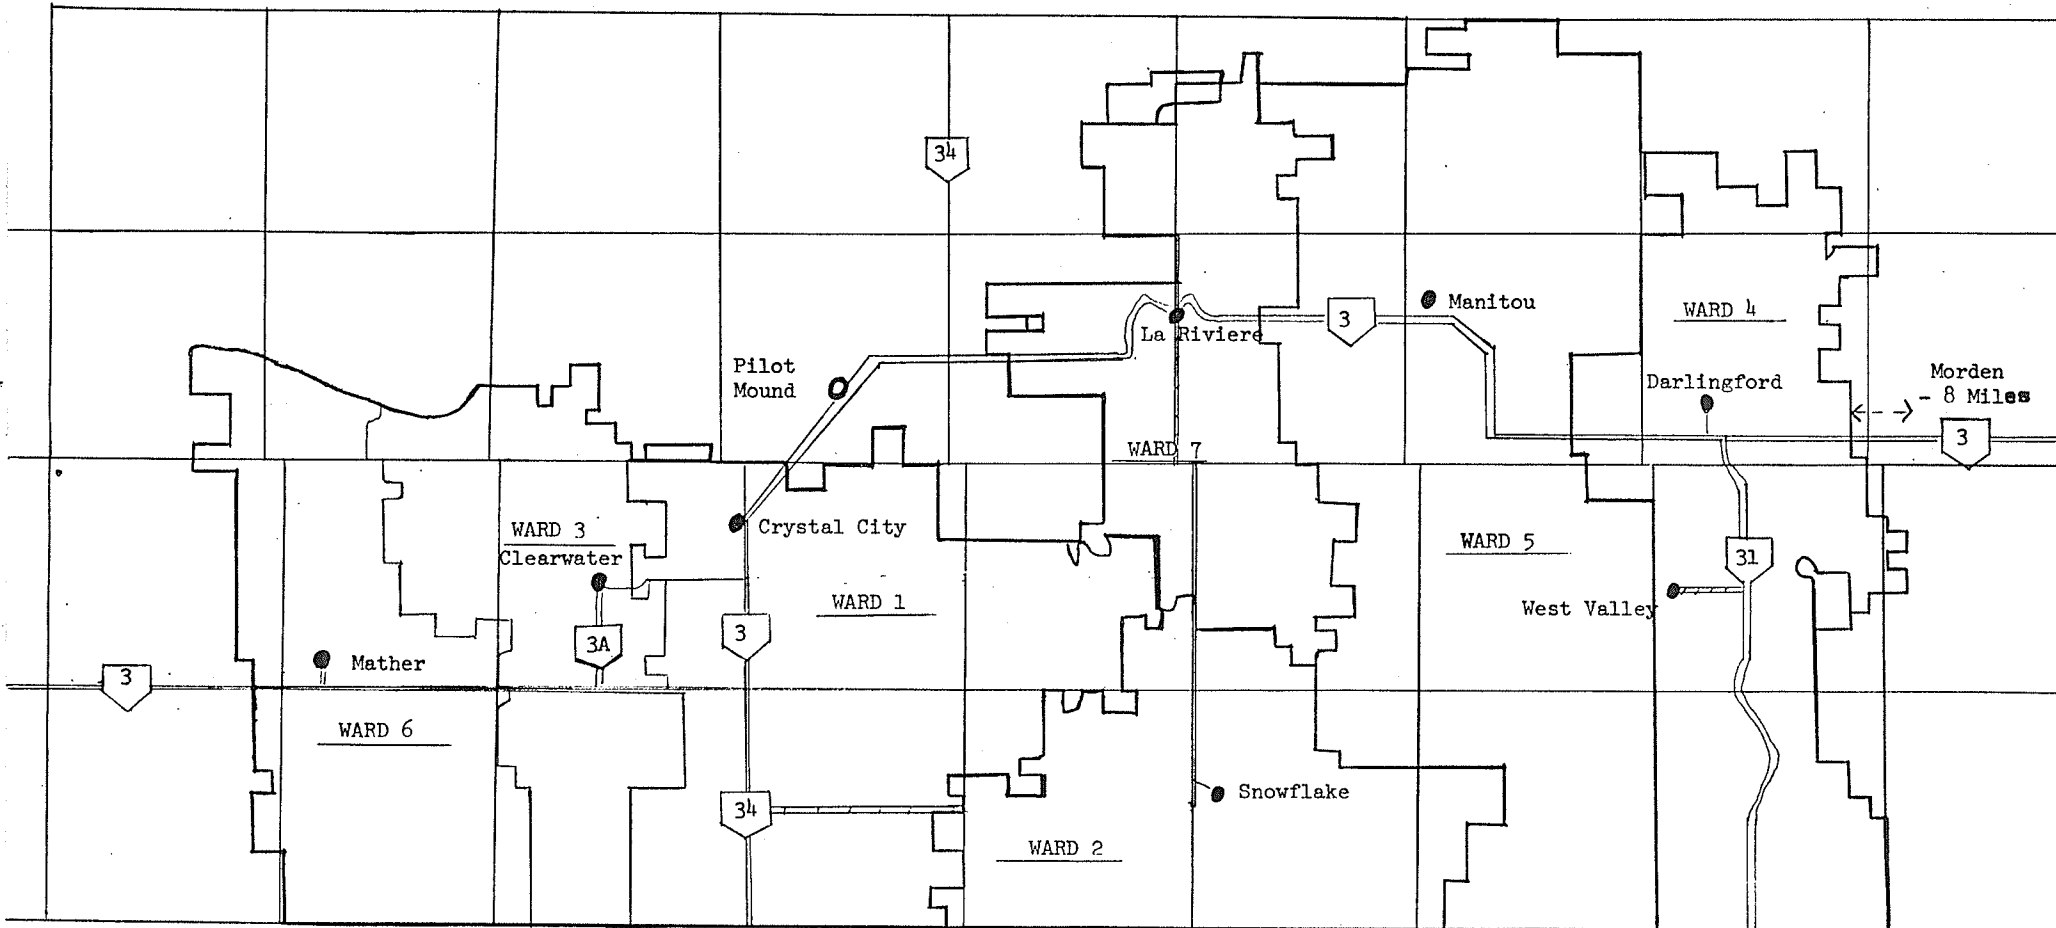 34
Manitou
3
WARD 4
La Riviere
Pilot
Mound
Darlingford
Morden
- 8 Miles
3
WARD 7
WARD 3
Crystal City
Clearwater
WARD 5
31
WARD 1
West Valley
3
3A
Mather
3
WARD 6
Snowflake
34
WARD 2